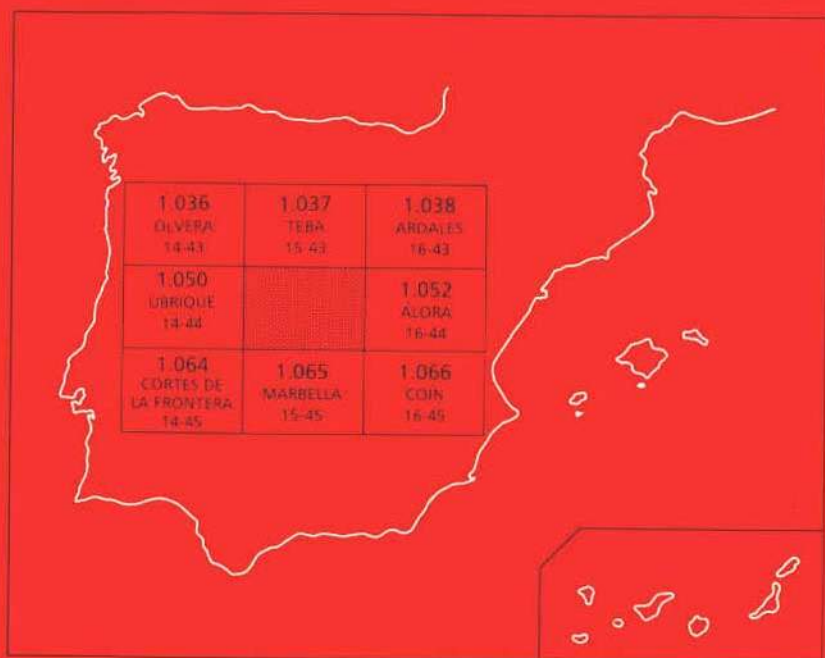 1.036
OLVERA
14-43
1.037
TEBA
15-43
1.038
ARDALES
16-43
1.050
UBRIQUE
14-44
1.052
ÁLORA
16-44
1.064
CORTES DE
LA FRONTERA
14-45
1.065
MARBELLA
15-45
1.066
COIN
16-45